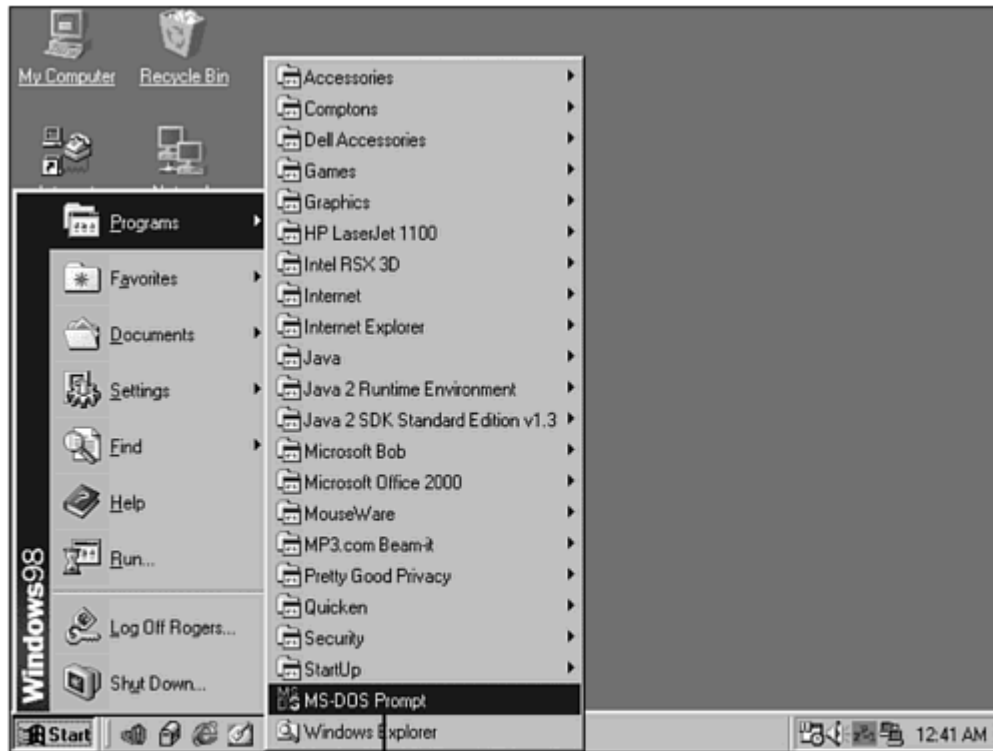 My Computer
Recycle Bin
Programs
Favorites
Documents
Settings
Find
Help
Run...
Log Off Rogers...
Shut Down...
Windows98
Accessories
Comptons
Dell Accessories
Games
Graphics
HP LaserJet 1100
Intel RSX 3D
Internet
Internet Explorer
Java
Java 2 Runtime Environment
Java 2 SDK Standard Edition v1.3
Microsoft Bob
Microsoft Office 2000
MouseWare
MP3.com Beam-it
Pretty Good Privacy
Quicken
Security
StartUp
MS-DOS Prompt
Windows Explorer
Start
12:41 AM